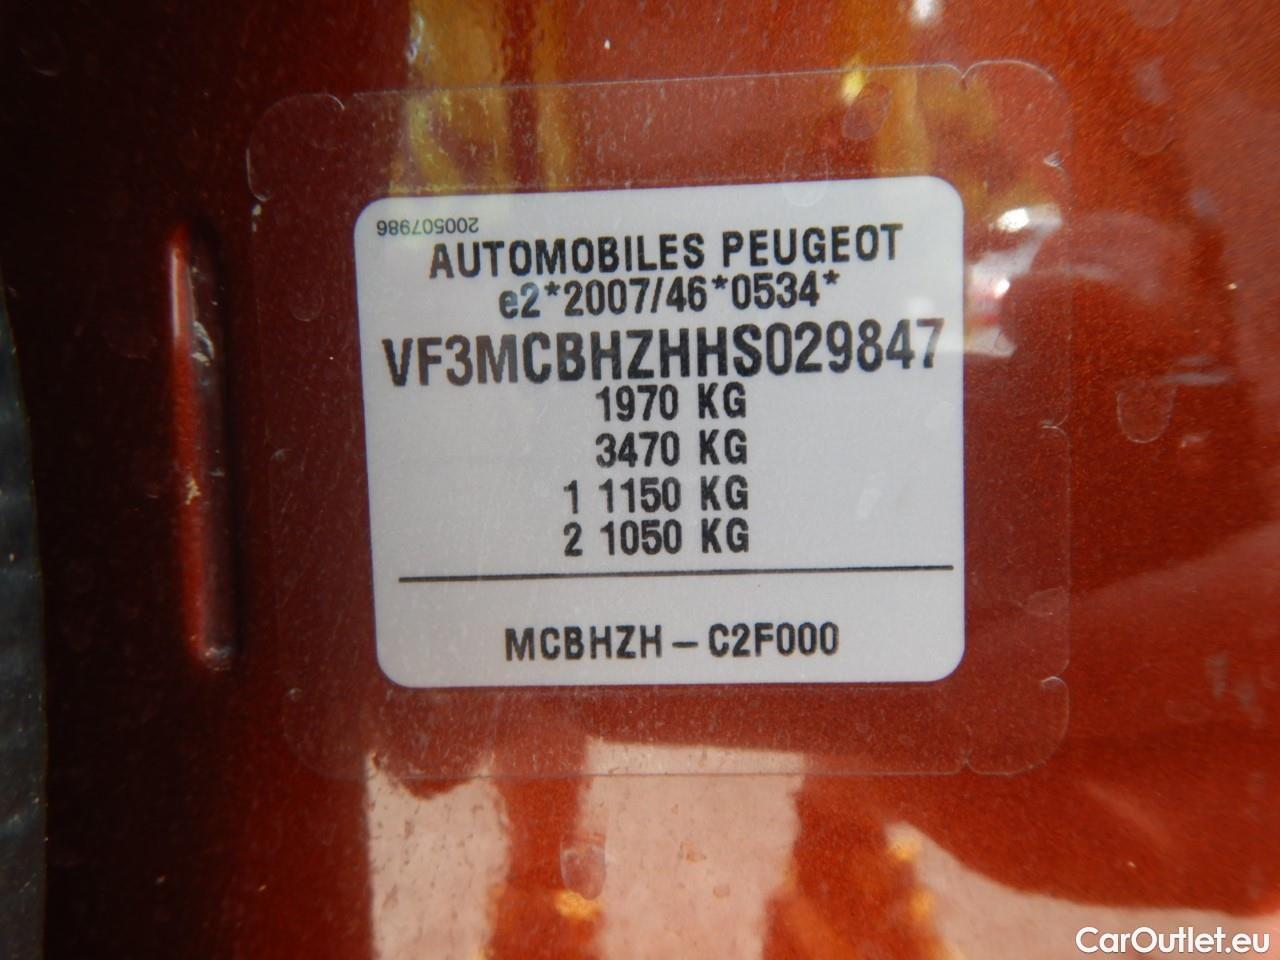 200507986
AUTOMOBILES PEUGEOT
e2*2007/46*0534*
VF3MCBHZHHS029847
1970 KG
3470 KG
1 1150 KG
2 1050 KG
MCBHZH – C2F000
CarOutlet.eu